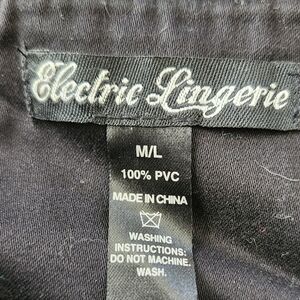 Electric Lingerie
M/L
100% PVC
MADE IN CHINA
WASHING
INSTRUCTIONS:
DO NOT MACHINE.
WASH.